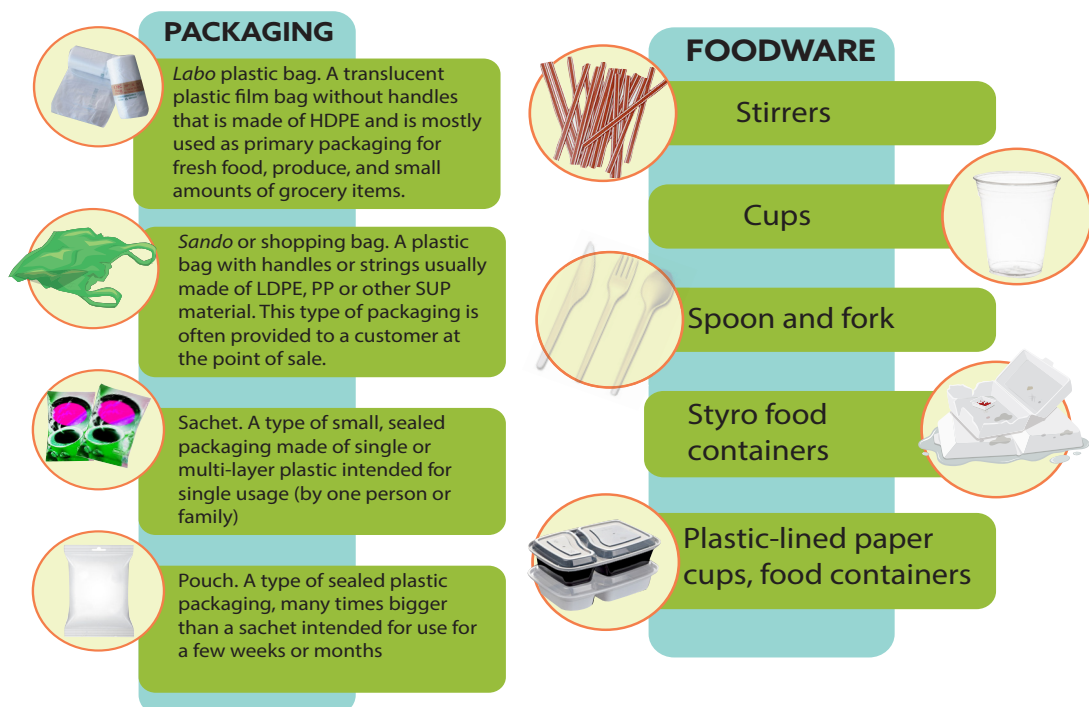 PACKAGING
Labo plastic bag. A translucent
plastic film bag without handles
that is made of HDPE and is mostly
used as primary packaging for
fresh food, produce, and small
amounts of grocery items.
Sando or shopping bag. A plastic
bag with handles or strings usually
made of LDPE, PP or other SUP
material. This type of packaging is
often provided to a customer at
the point of sale.
Sachet. A type of small, sealed
packaging made of single or
multi-layer plastic intended for
single usage (by one person or
family)
Pouch. A type of sealed plastic
packaging, many times bigger
than a sachet intended for use for
a few weeks or months
FOODWARE
Stirrers
Cups
Spoon and fork
Styro food
containers
Plastic-lined paper
cups, food containers